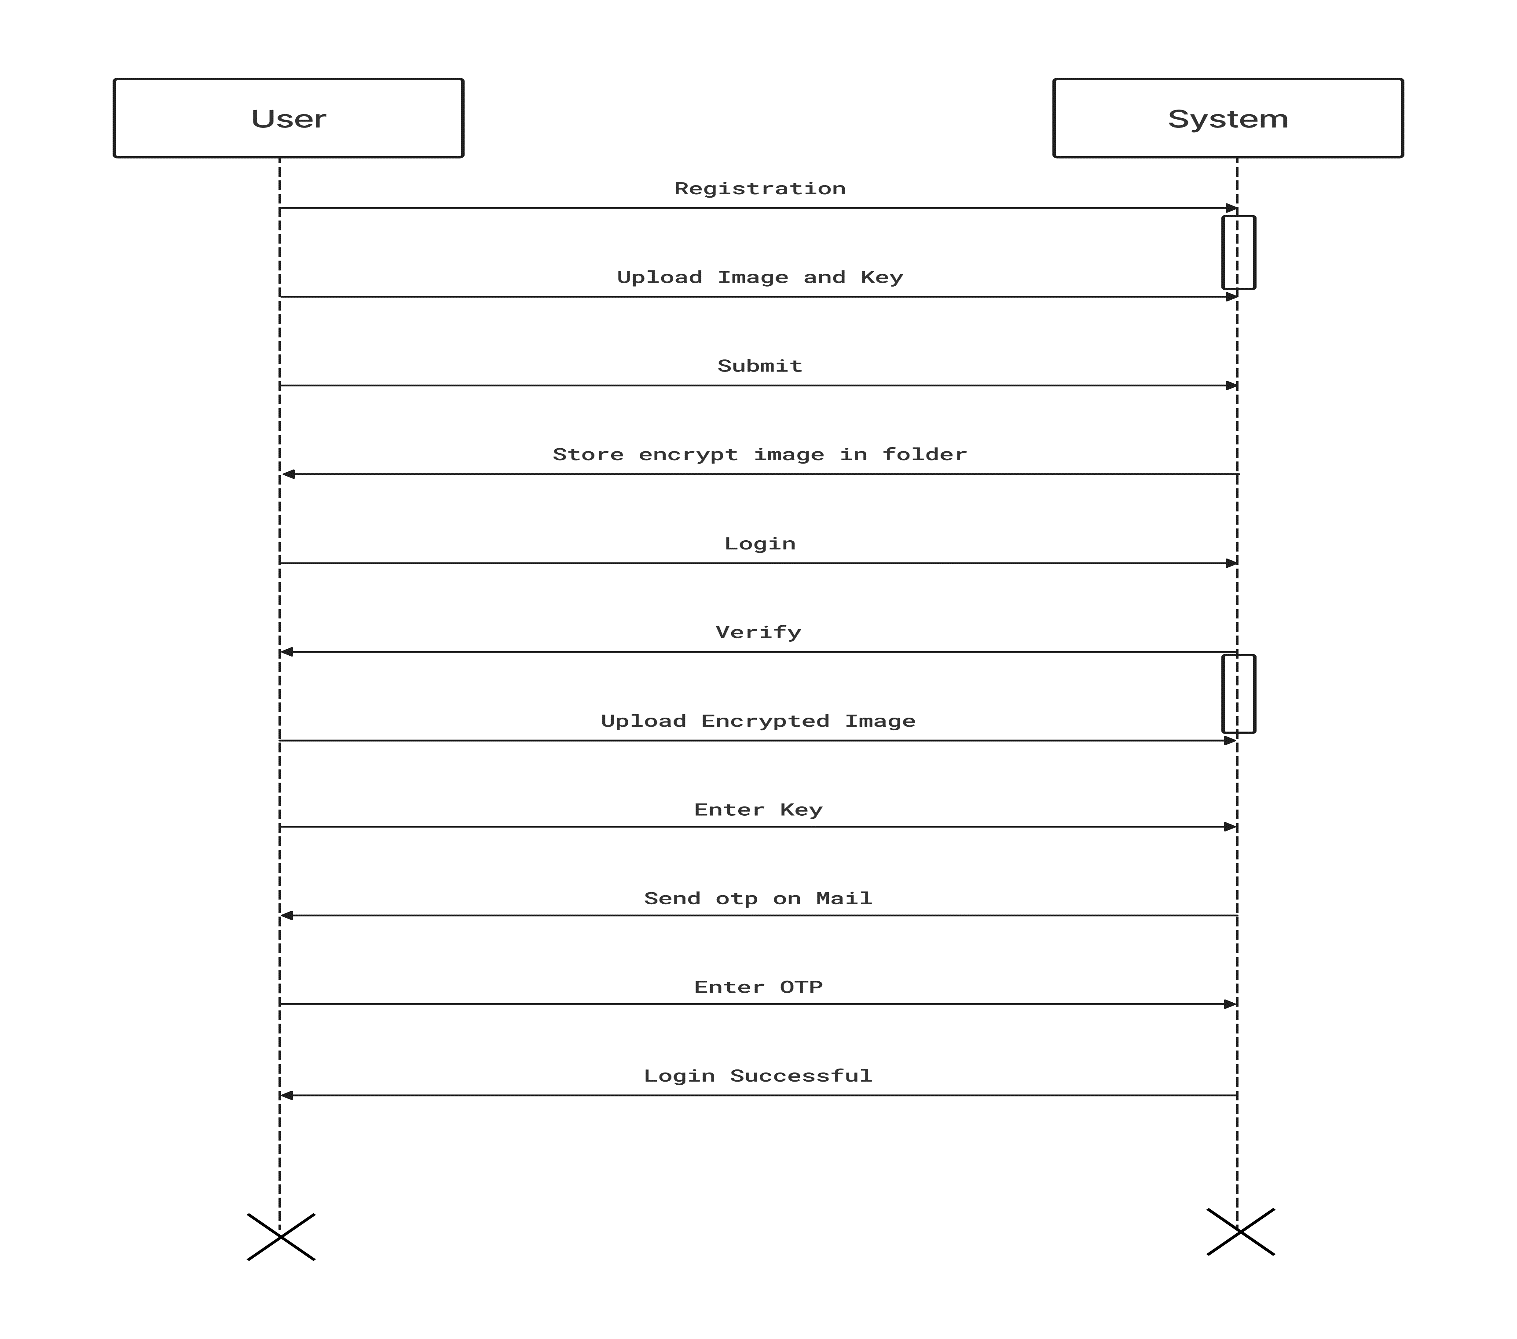 User
System
Registration
Upload Image and Key
Submit
Store encrypt image in folder
Login
Verify
Upload Encrypted Image
Enter Key
Send otp on Mail
Enter OTP
Login Successful